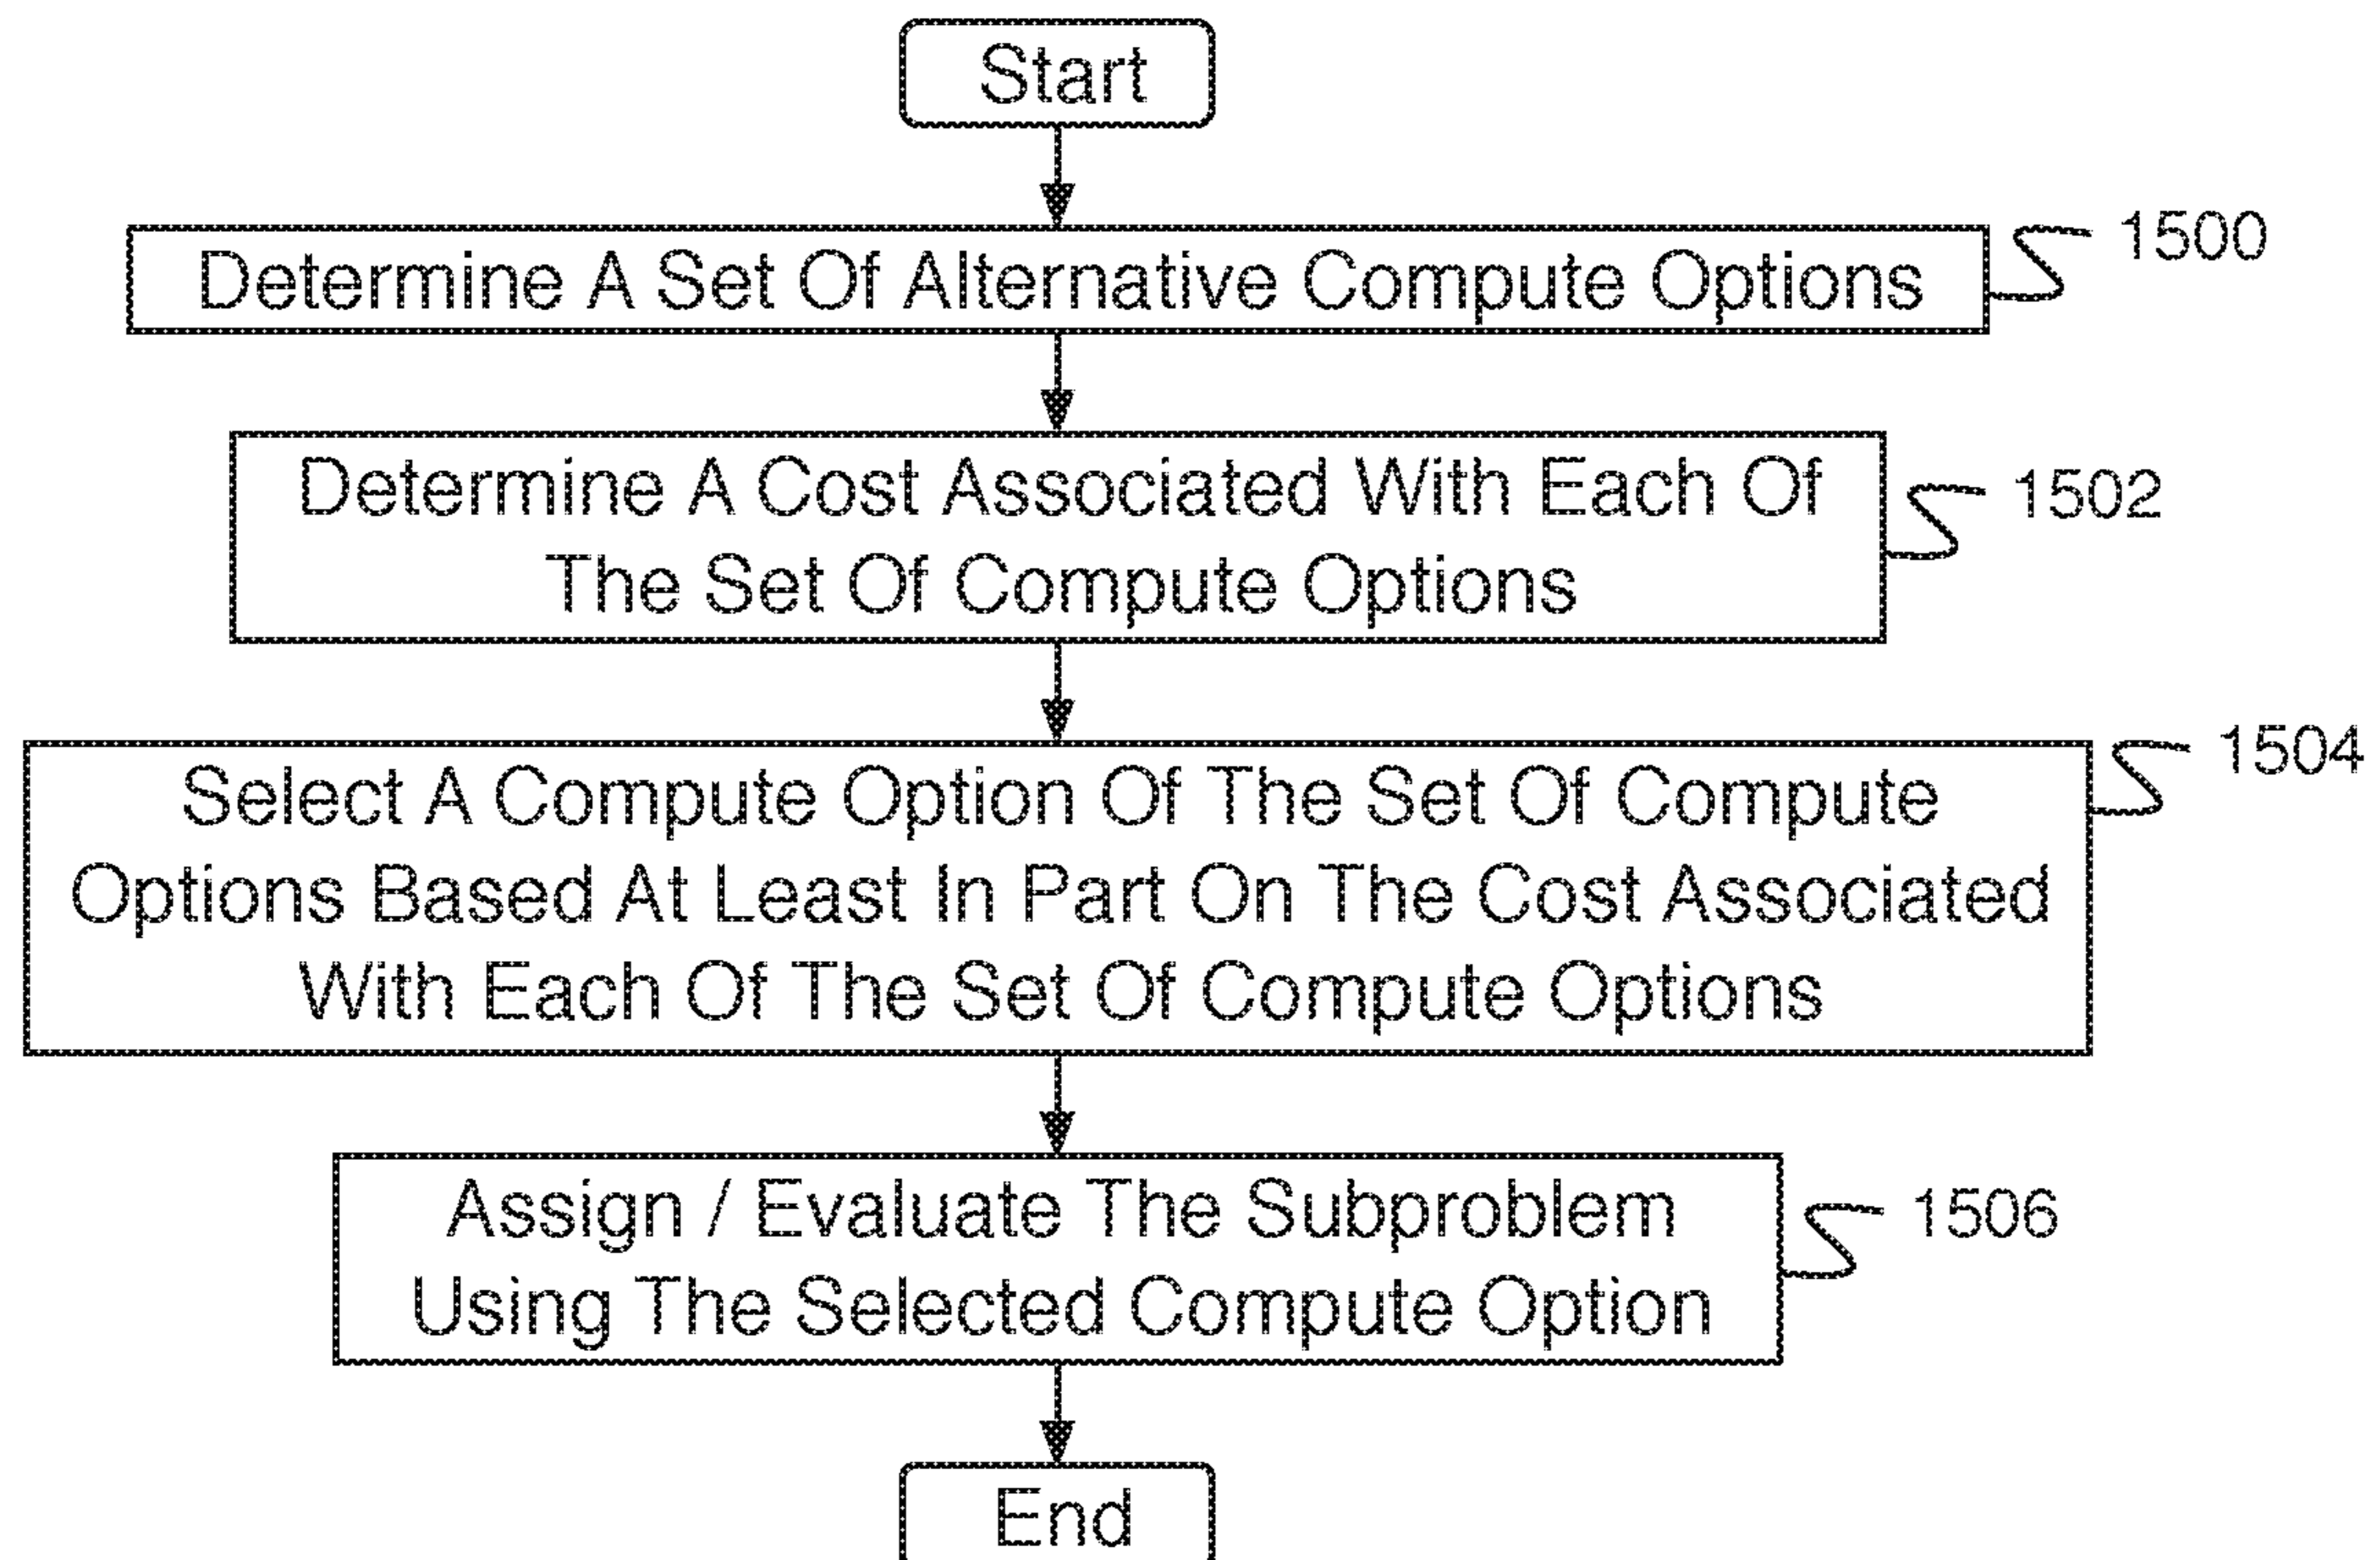 Start
Determine A Set Of Alternative Compute Options
1500
Determine A Cost Associated With Each Of
The Set Of Compute Options
1502
Select A Compute Option Of The Set Of Compute
Options Based At Least In Part On The Cost Associated
With Each Of The Set Of Compute Options
1504
Assign / Evaluate The Subproblem
Using The Selected Compute Option
1506
End